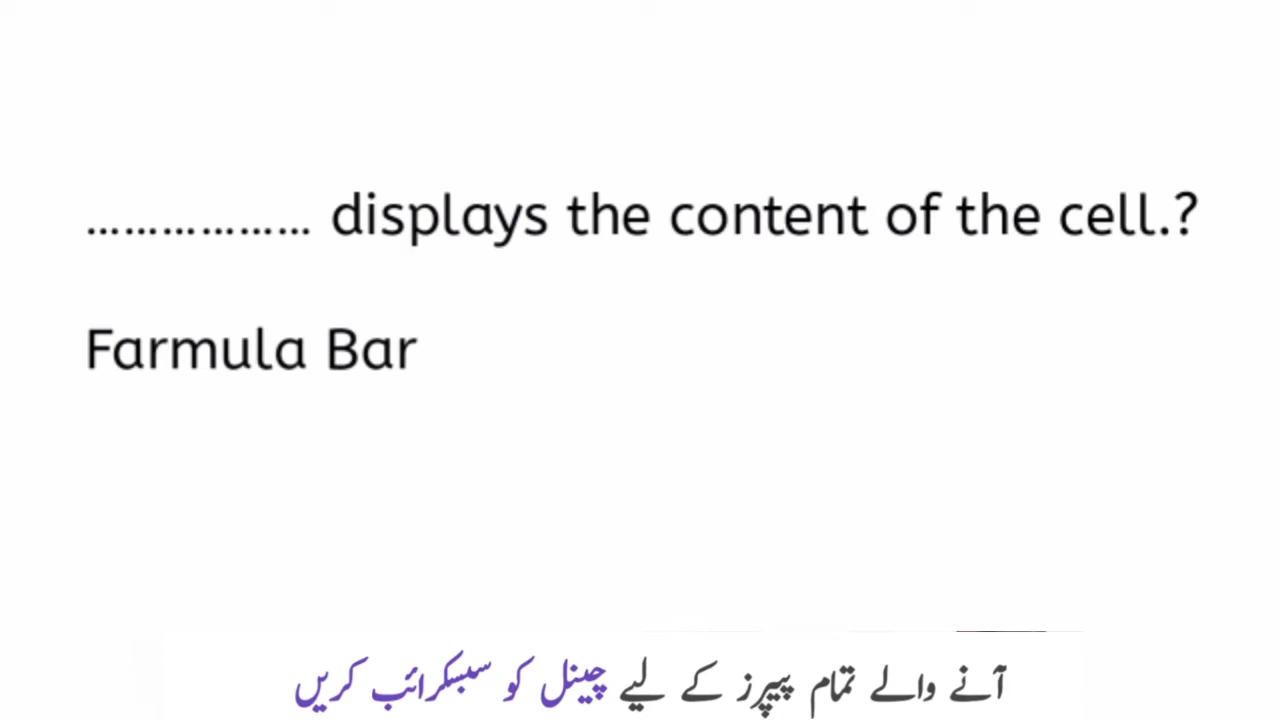 ……………… displays the content of the cell.?
Farmula Bar
آنے والے تمام پیپرز کے لیے چینل کو سبسکرائب کریں